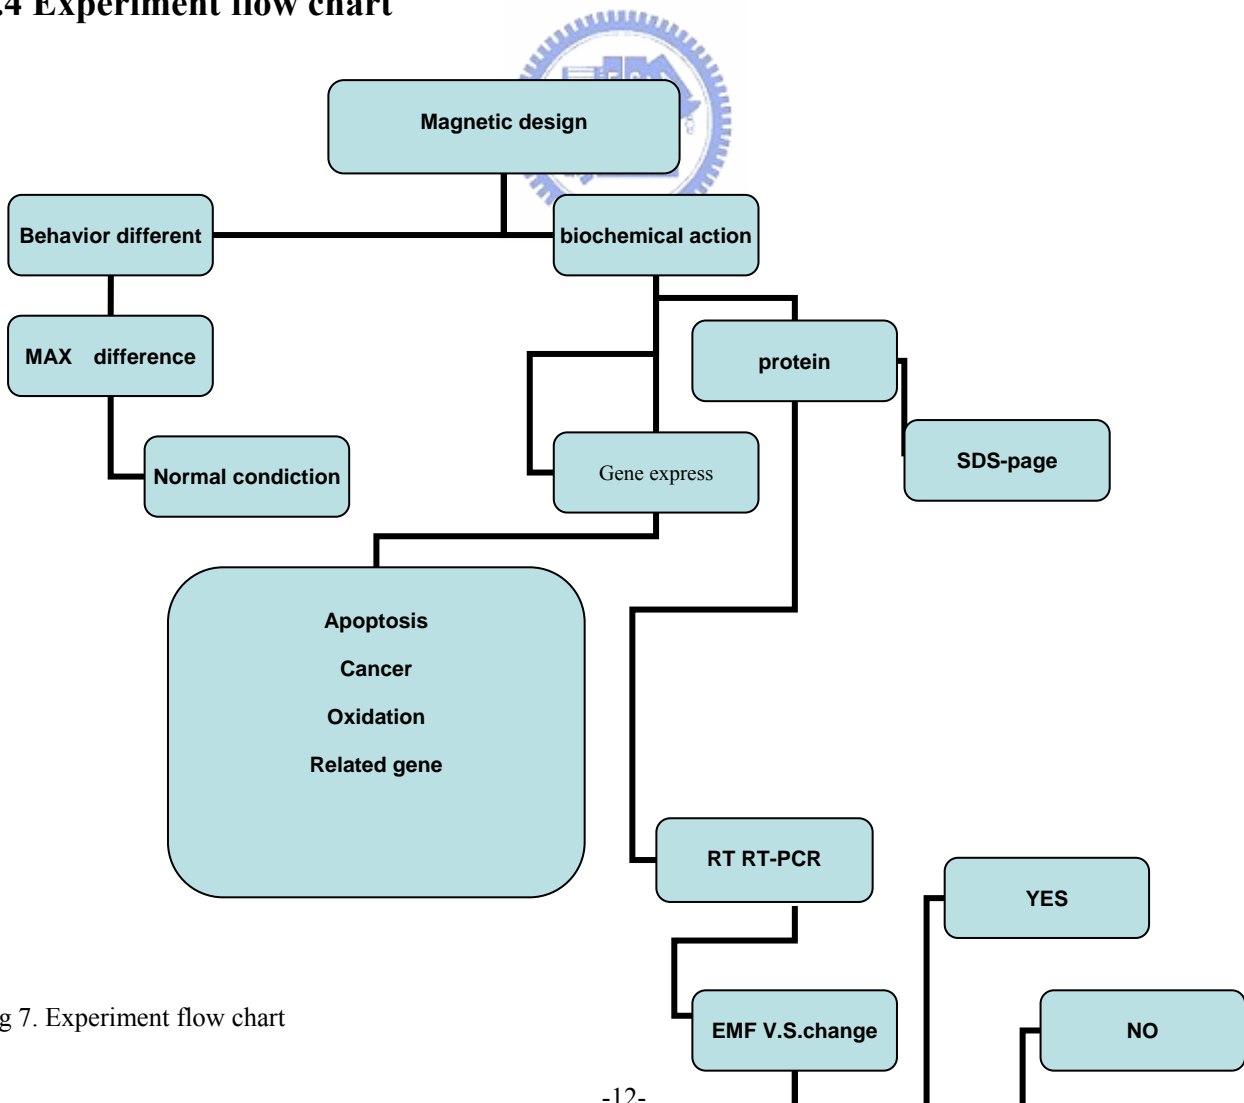 .4 Experiment flow chart
Magnetic design
Behavior different
biochemical action
MAX difference
protein
Normal condiction
Gene express
SDS-page
Apoptosis
Cancer
Oxidation
Related gene
RT RT-PCR
YES
EMF V.S.change
NO
g 7. Experiment flow chart
-12-